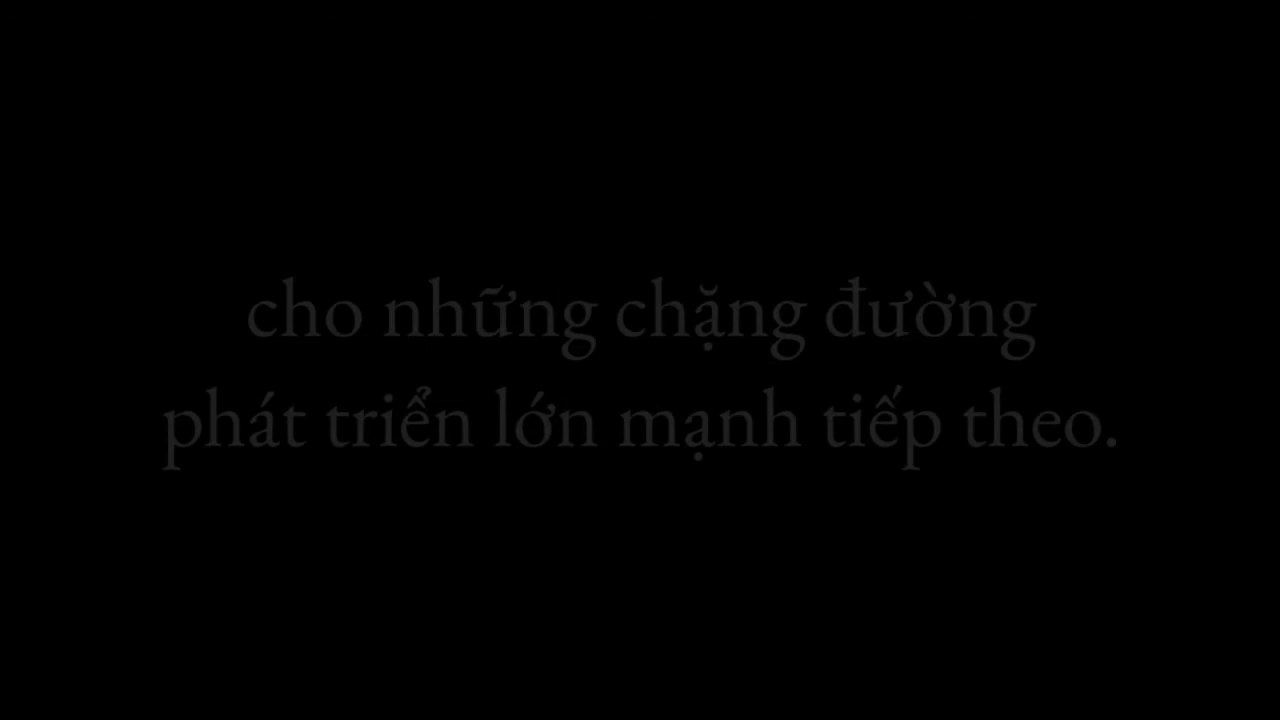 cho những chặng đường
phát triển lớn mạnh tiếp theo.